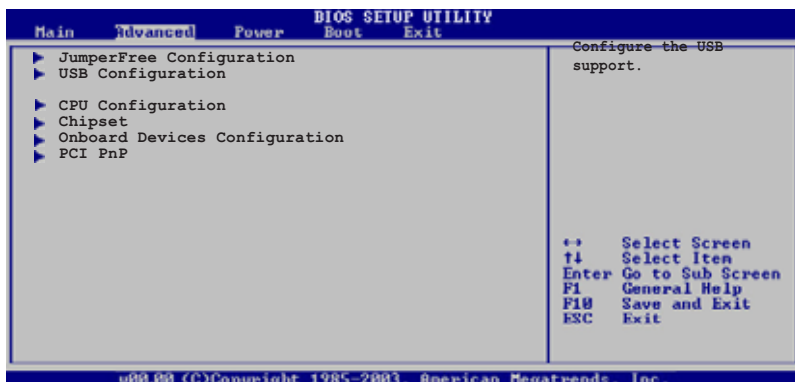 BIOS SETUP UTILITY
Main Advanced Power Boot Exit
JumperFree Configuration
USB Configuration
CPU Configuration
Chipset
Onboard Devices Configuration
PCI PnP
Configure the USB
support.
↔ Select Screen
↑↓ Select Item
Enter Go to Sub Screen
F1 General Help
F10 Save and Exit
ESC Exit
v00.00 (C)Copyright 1985-2003, American Megatrends, Inc.